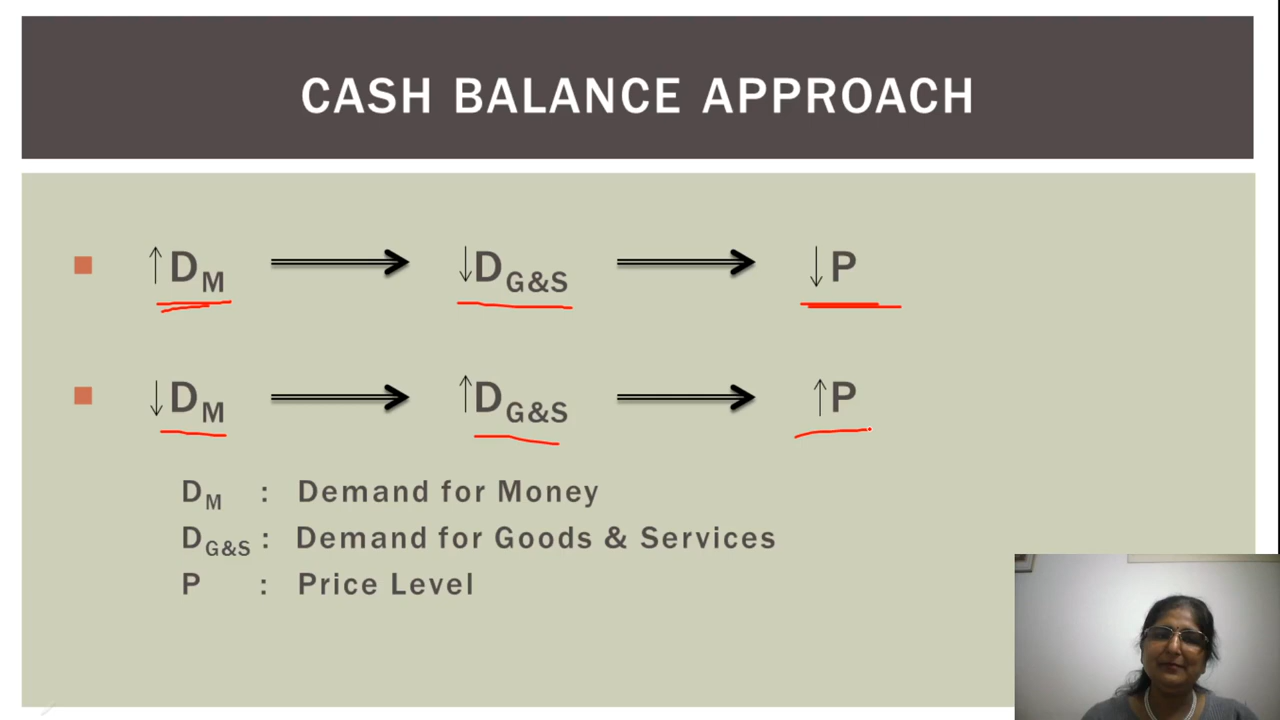 CASH BALANCE APPROACH
↑DM ⟹ ↓DG&S ⟹ ↓P
↓DM ⟹ ↑DG&S ⟹ ↑P
DM : Demand for Money
DG&S : Demand for Goods & Services
P : Price Level